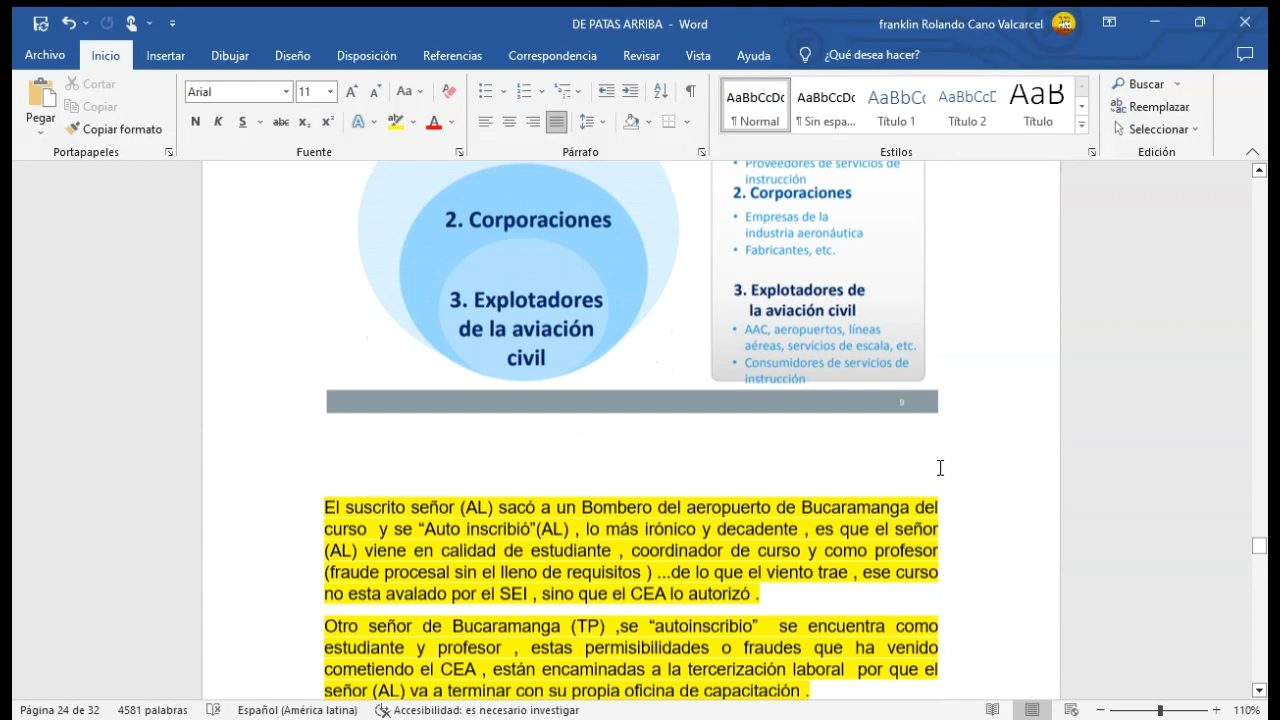 DE PATAS ARRIBA - Word
franklin Rolando Cano Valcarcel
Archivo Inicio Insertar Dibujar Diseño Disposición Referencias Correspondencia Revisar Vista Ayuda ¿Qué desea hacer?
Pegar
Cortar
Copiar
Copiar formato
Portapapeles
Arial 11
Aa
N K S abc x₂ x²
A A
Fuente
Párrafo
AaBbCcDc AaBbCcDc AaBbC AaBbCcD AaB
¶ Normal ¶ Sin espa... Título 1 Título 2 Título
Estilos
Buscar
Reemplazar
Seleccionar
Edición
2. Corporaciones
3. Explotadores
de la aviación
civil
• Proveedores de servicios de
instrucción
2. Corporaciones
• Empresas de la
industria aeronáutica
• Fabricantes, etc.
3. Explotadores de
la aviación civil
• AAC, aeropuertos, líneas
aéreas, servicios de escala, etc.
• Consumidores de servicios de
instrucción
9
El suscrito señor (AL) sacó a un Bombero del aeropuerto de Bucaramanga del
curso y se “Auto inscribió”(AL) , lo más irónico y decadente , es que el señor
(AL) viene en calidad de estudiante , coordinador de curso y como profesor
(fraude procesal sin el lleno de requisitos ) ...de lo que el viento trae , ese curso
no esta avalado por el SEI , sino que el CEA lo autorizó .
Otro señor de Bucaramanga (TP) ,se “autoinscribio” se encuentra como
estudiante y profesor , estas permisibilidades o fraudes que ha venido
cometiendo el CEA , están encaminadas a la tercerización laboral por que el
señor (AL) va a terminar con su propia oficina de capacitación .
Página 24 de 32 4581 palabras Español (América latina) Accesibilidad: es necesario investigar 110%